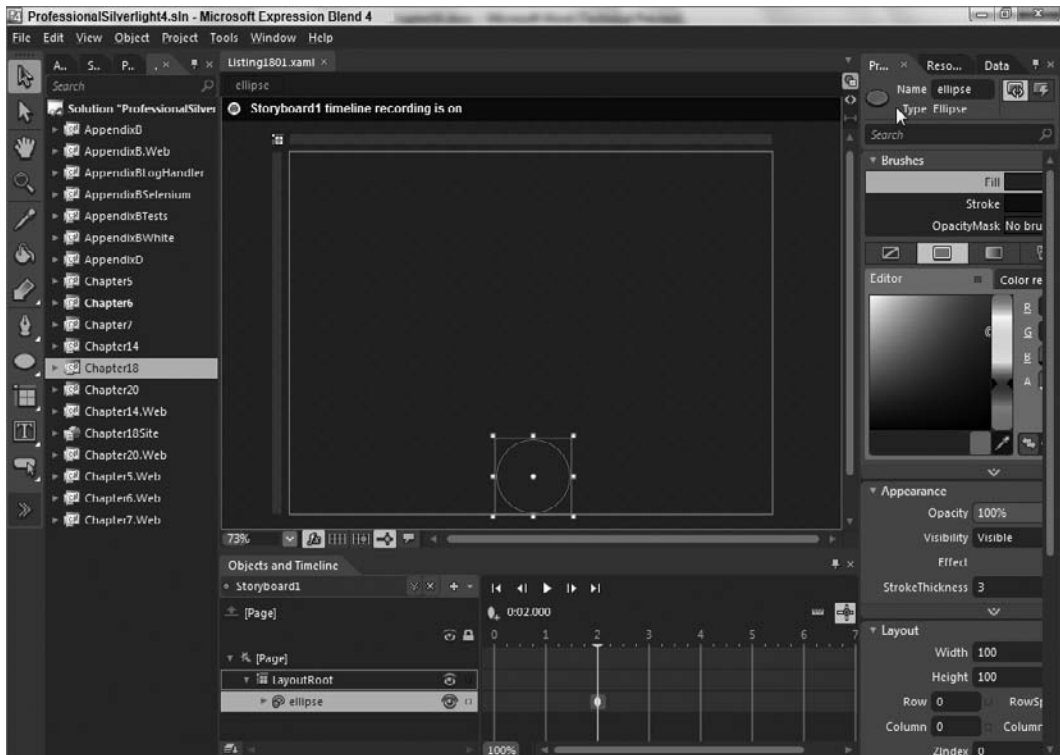 ProfessionalSilverlight4.sln - Microsoft Expression Blend 4
File Edit View Object Project Tools Window Help
A.. S.. P..
Search
Solution "ProfessionalSilver
AppendixB
AppendixB.Web
AppendixBLogHandler
AppendixBSelenium
AppendixBTests
AppendixBWhite
AppendixD
Chapter5
Chapter6
Chapter7
Chapter14
Chapter18
Chapter20
Chapter14.Web
Chapter18Site
Chapter20.Web
Chapter5.Web
Chapter6.Web
Chapter7.Web
Listing1801.xaml
ellipse
Storyboard1 timeline recording is on
73%
Objects and Timeline
Storyboard1
[Page]
0:02.000
0 1 2 3 4 5 6 7
[Page]
LayoutRoot
ellipse
100%
Pr... Reso... Data
Name ellipse
Type Ellipse
Search
Brushes
Fill
Stroke
OpacityMask No bru
Editor
Color re
R
G
B
A
Appearance
Opacity 100%
Visibility Visible
Effect
StrokeThickness 3
Layout
Width 100
Height 100
Row 0 RowSp
Column 0 Column
ZIndex 0